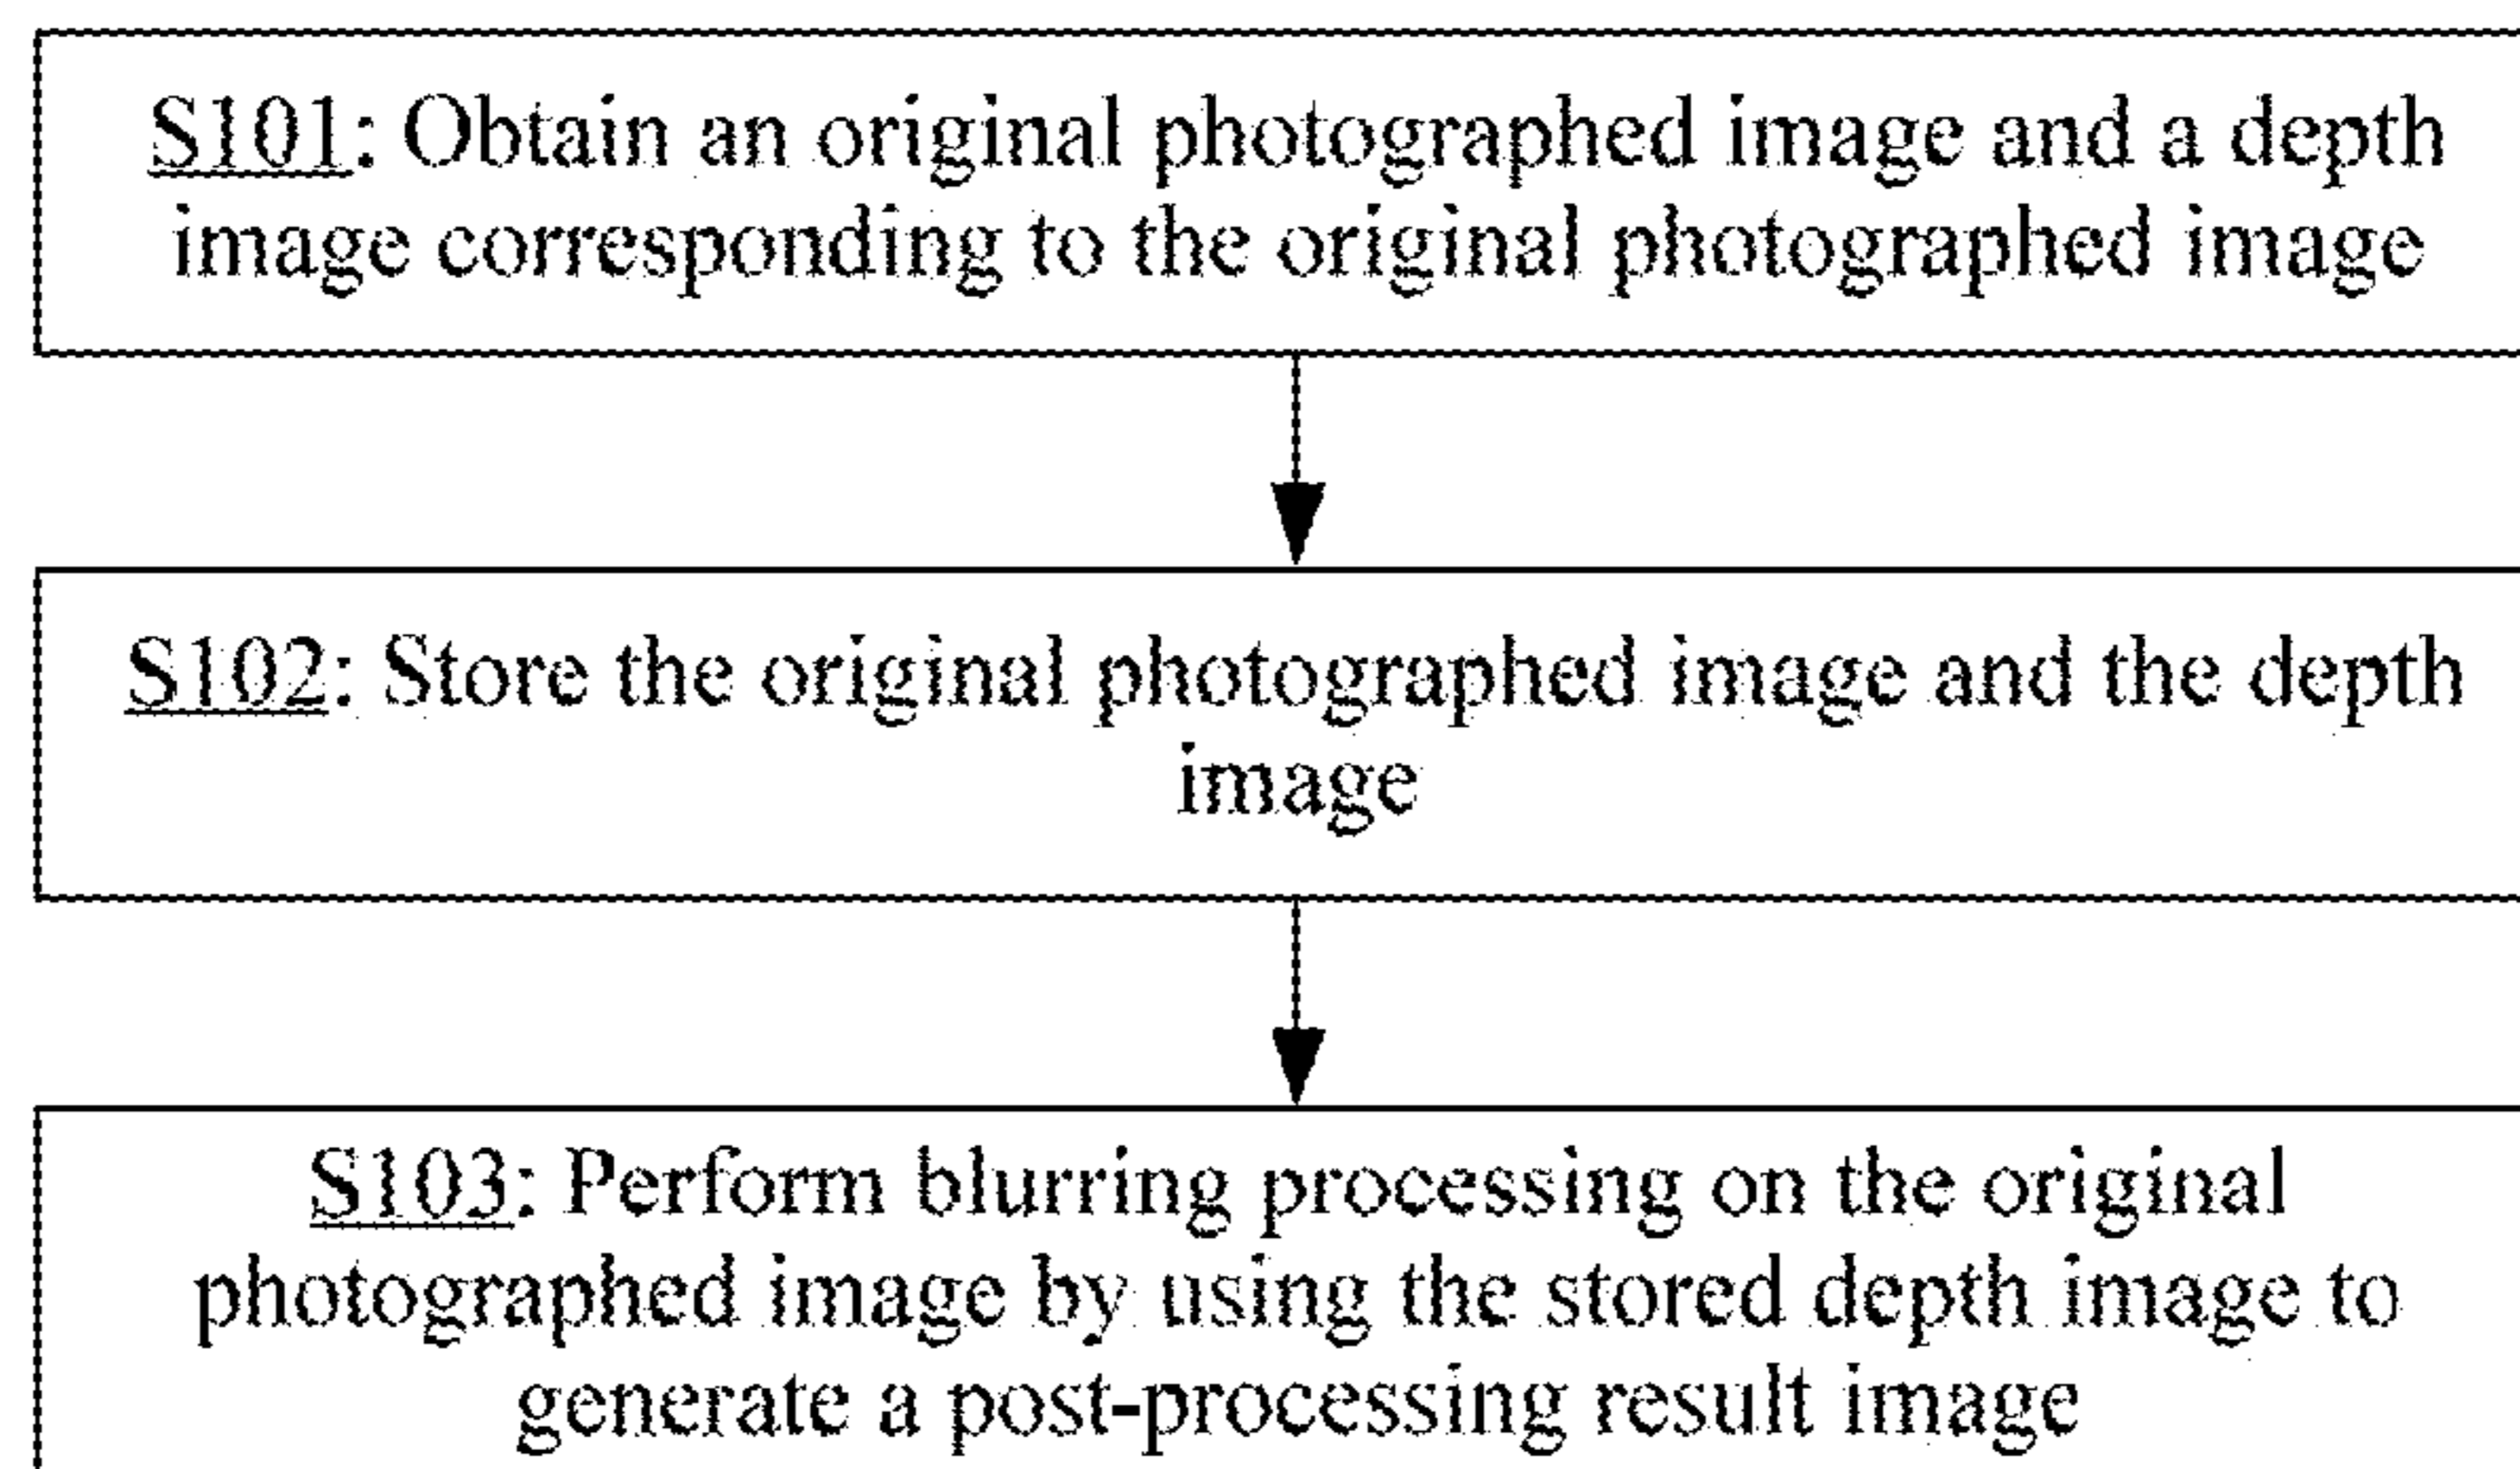 S101: Obtain an original photographed image and a depth
image corresponding to the original photographed image
S102: Store the original photographed image and the depth
image
S103: Perform blurring processing on the original
photographed image by using the stored depth image to
generate a post-processing result image